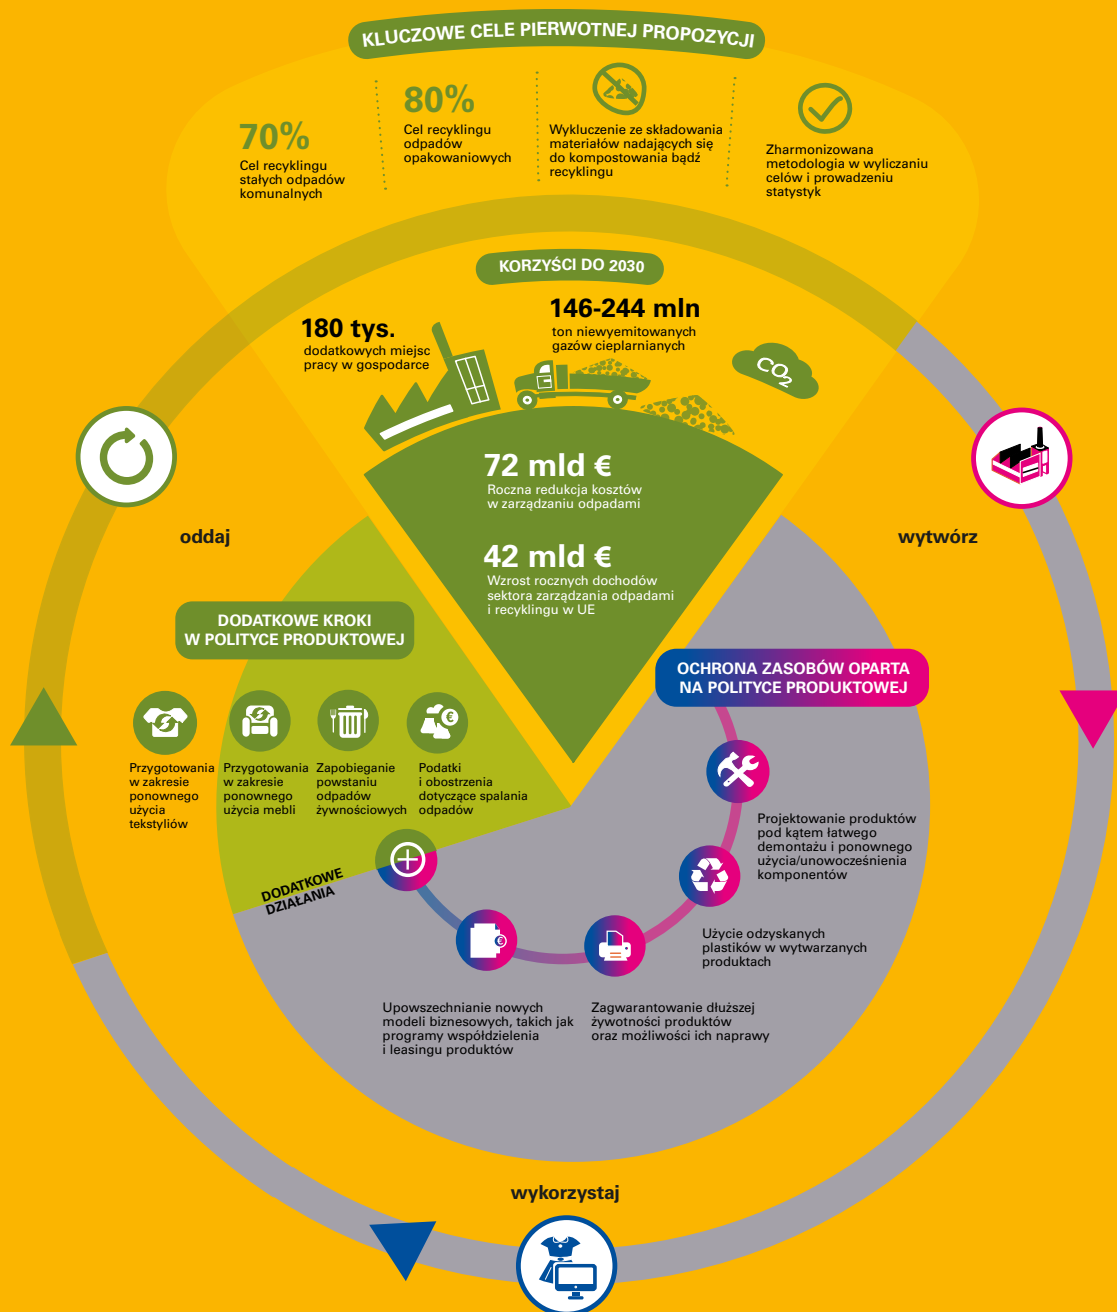 KLUCZOWE CELE PIERWOTNEJ PROPOZYCJI
70%
Cel recyklingu
stałych odpadów
komunalnych
80%
Cel recyklingu
odpadów
opakowaniowych
Wykluczenie ze składowania
materiałów nadających się
do kompostowania bądź
recyklingu
Zharmonizowana
metodologia w wyliczaniu
celów i prowadzeniu
statystyk
KORZYŚCI DO 2030
180 tys.
dodatkowych miejsc
pracy w gospodarce
146-244 mln
ton niewyemitowanych
gazów cieplarnianych
CO2
72 mld €
Roczna redukcja kosztów
w zarządzaniu odpadami
42 mld €
Wzrost rocznych dochodów
sektora zarządzania odpadami
i recyklingu w UE
oddaj
wytwórz
DODATKOWE KROKI
W POLITYCE PRODUKTOWEJ
Przygotowania
w zakresie
ponownego
użycia
tekstyliów
Przygotowania
w zakresie
ponownego
użycia mebli
Zapobieganie
powstaniu
odpadów
żywnościowych
€
Podatki
i obostrzenia
dotyczące spalania
odpadów
DODATKOWE
DZIAŁANIA
OCHRONA ZASOBÓW OPARTA
NA POLITYCE PRODUKTOWEJ
Projektowanie produktów
pod kątem łatwego
demontażu i ponownego
użycia/unowocześnienia
komponentów
Użycie odzyskanych
plastików w wytwarzanych
produktach
Zagwarantowanie dłuższej
żywotności produktów
oraz możliwości ich naprawy
€
Upowszechnianie nowych
modeli biznesowych, takich jak
programy współdzielenia
i leasingu produktów
wykorzystaj